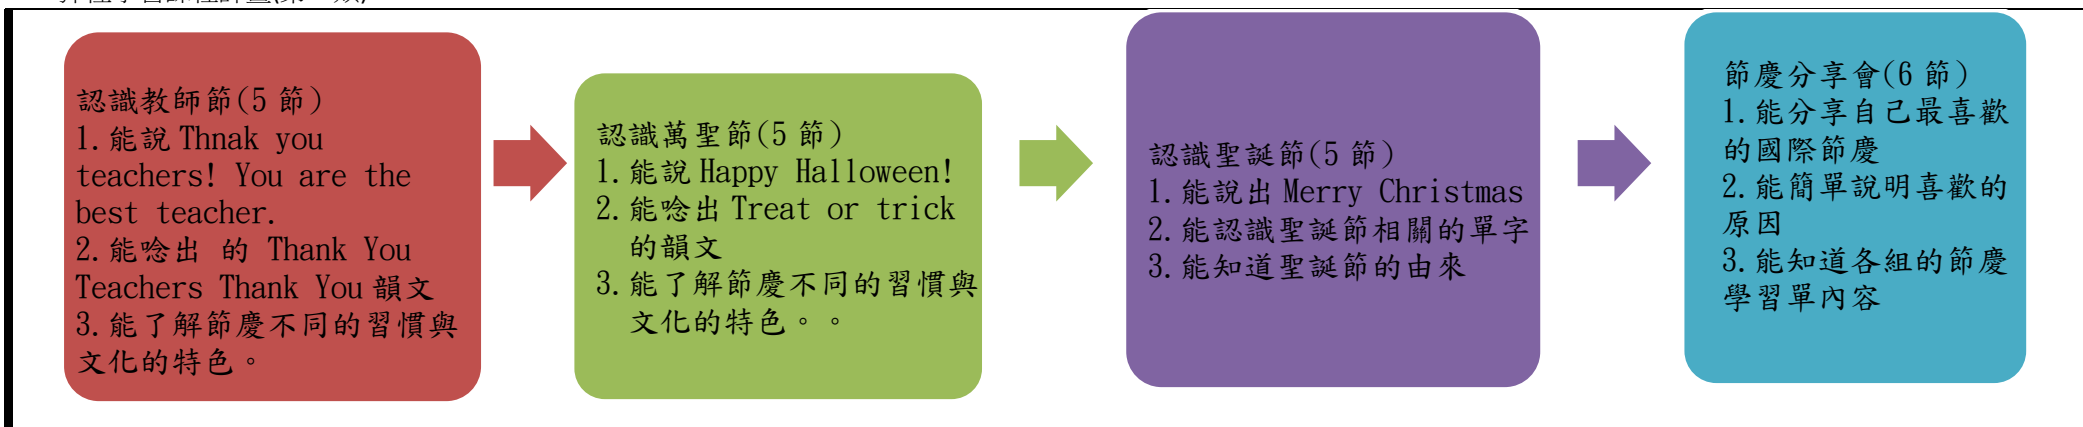 認識教師節(5 節)
1.能說 Thnak you
teachers! You are the
best teacher.
2.能唸出 的 Thank You
Teachers Thank You 韻文
3.能了解節慶不同的習慣與
文化的特色。
認識萬聖節(5 節)
1.能說 Happy Halloween!
2.能唸出 Treat or trick
的韻文
3.能了解節慶不同的習慣與
文化的特色。。
認識聖誕節(5 節)
1.能說出 Merry Christmas
2.能認識聖誕節相關的單字
3.能知道聖誕節的由來
節慶分享會(6 節)
1.能分享自己最喜歡
的國際節慶
2.能簡單說明喜歡的
原因
3.能知道各組的節慶
學習單內容